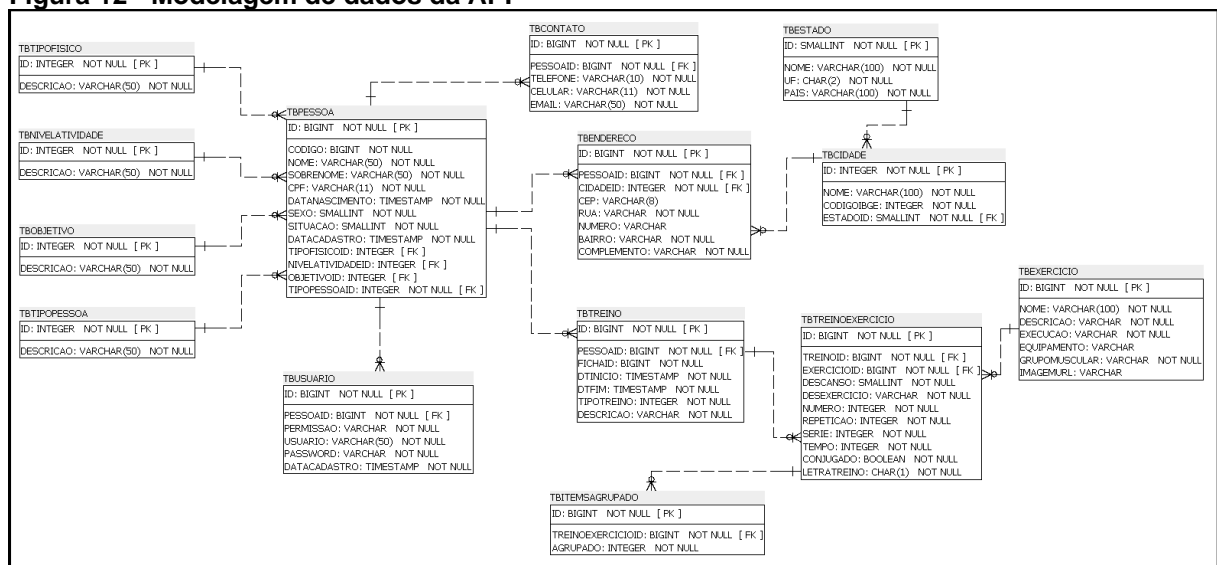 Figura 12 - Modelagem de dados da API
TBTIPOFISICO
ID: INTEGER NOT NULL [ PK ]
DESCRICAO: VARCHAR(50) NOT NULL
TBNIVELATIVIDADE
ID: INTEGER NOT NULL [ PK ]
DESCRICAO: VARCHAR(50) NOT NULL
TBOBJETIVO
ID: INTEGER NOT NULL [ PK ]
DESCRICAO: VARCHAR(50) NOT NULL
TBTIPOPESSOA
ID: INTEGER NOT NULL [ PK ]
DESCRICAO: VARCHAR(50) NOT NULL
TBPESSOA
ID: BIGINT NOT NULL [ PK ]
CODIGO: BIGINT NOT NULL
NOME: VARCHAR(50) NOT NULL
SOBRENOME: VARCHAR(50) NOT NULL
CPF: VARCHAR(11) NOT NULL
DATANASCIMENTO: TIMESTAMP NOT NULL
SEXO: SMALLINT NOT NULL
SITUACAO: SMALLINT NOT NULL
DATACADASTRO: TIMESTAMP NOT NULL
TIPOFISICOID: INTEGER [ FK ]
NIVELATIVIDADEID: INTEGER [ FK ]
OBJETIVOID: INTEGER [ FK ]
TIPOPESSOAID: INTEGER NOT NULL [ FK ]
TBUSUARIO
ID: BIGINT NOT NULL [ PK ]
PESSOAID: BIGINT NOT NULL [ FK ]
PERMISSAO: VARCHAR NOT NULL
USUARIO: VARCHAR(50) NOT NULL
PASSWORD: VARCHAR NOT NULL
DATACADASTRO: TIMESTAMP NOT NULL
TBCONTATO
ID: BIGINT NOT NULL [ PK ]
PESSOAID: BIGINT NOT NULL [ FK ]
TELEFONE: VARCHAR(10) NOT NULL
CELULAR: VARCHAR(11) NOT NULL
EMAIL: VARCHAR(50) NOT NULL
TBENDERECO
ID: BIGINT NOT NULL [ PK ]
PESSOAID: BIGINT NOT NULL [ FK ]
CIDADEID: INTEGER NOT NULL [ FK ]
CEP: VARCHAR(8)
RUA: VARCHAR NOT NULL
NUMERO: VARCHAR
BAIRRO: VARCHAR NOT NULL
COMPLEMENTO: VARCHAR NOT NULL
TBTREINO
ID: BIGINT NOT NULL [ PK ]
PESSOAID: BIGINT NOT NULL [ FK ]
FICHAID: BIGINT NOT NULL
DTINICIO: TIMESTAMP NOT NULL
DTFIM: TIMESTAMP NOT NULL
TIPOTREINO: INTEGER NOT NULL
DESCRICAO: VARCHAR NOT NULL
TBITEMSAGRUPADO
ID: BIGINT NOT NULL [ PK ]
TREINOEXERCICIOID: BIGINT NOT NULL [ FK ]
AGRUPADO: INTEGER NOT NULL
TBESTADO
ID: SMALLINT NOT NULL [ PK ]
NOME: VARCHAR(100) NOT NULL
UF: CHAR(2) NOT NULL
PAIS: VARCHAR(100) NOT NULL
TBCIDADE
ID: INTEGER NOT NULL [ PK ]
NOME: VARCHAR(100) NOT NULL
CODIGOIBGE: INTEGER NOT NULL
ESTADOID: SMALLINT NOT NULL [ FK ]
TBTREINOEXERCICIO
ID: BIGINT NOT NULL [ PK ]
TREINOID: BIGINT NOT NULL [ FK ]
EXERCICIOID: BIGINT NOT NULL [ FK ]
DESCANSO: SMALLINT NOT NULL
DESEXERCICIO: VARCHAR NOT NULL
NUMERO: INTEGER NOT NULL
REPETICAO: INTEGER NOT NULL
SERIE: INTEGER NOT NULL
TEMPO: INTEGER NOT NULL
CONJUGADO: BOOLEAN NOT NULL
LETRATREINO: CHAR(1) NOT NULL
TBEXERCICIO
ID: BIGINT NOT NULL [ PK ]
NOME: VARCHAR(100) NOT NULL
DESCRICAO: VARCHAR NOT NULL
EXECUCAO: VARCHAR NOT NULL
EQUIPAMENTO: VARCHAR
GRUPOMUSCULAR: VARCHAR NOT NULL
IMAGEMURL: VARCHAR